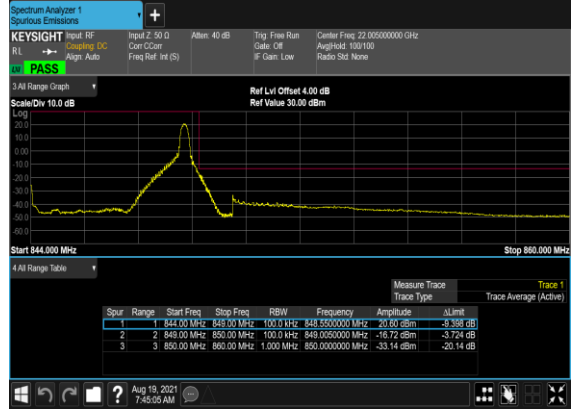 Spectrum Analyzer 1
Spurious Emissions
KEYSIGHT Input: RF Input Z: 50 Ω Atten: 40 dB Trig: Free Run Center Freq: 22.005000000 GHz
RL Coupling: DC Corr CCorr Gate: Off Avg|Hold: 100/100
Align: Auto Freq Ref: Int (S) IF Gain: Low Radio Std: None
PASS
3 All Range Graph
Ref Lvl Offset 4.00 dB
Scale/Div 10.0 dB Ref Value 30.00 dBm
Log
20.0
10.0
0.00
-10.0
-20.0
-30.0
-40.0
-50.0
-60.0
Start 844.000 MHz Stop 860.000 MHz
4 All Range Table
Measure Trace Trace 1
Trace Type Trace Average (Active)
Spur Range Start Freq Stop Freq RBW Frequency Amplitude ΔLimit
1 1 844.00 MHz 849.00 MHz 100.0 kHz 848.5500000 MHz 20.60 dBm -9.398 dB
2 2 849.00 MHz 850.00 MHz 100.0 kHz 849.0050000 MHz -16.72 dBm -3.724 dB
3 3 850.00 MHz 860.00 MHz 1.000 MHz 850.0000000 MHz -33.14 dBm -20.14 dB
? Aug 19, 2021
7:45:05 AM